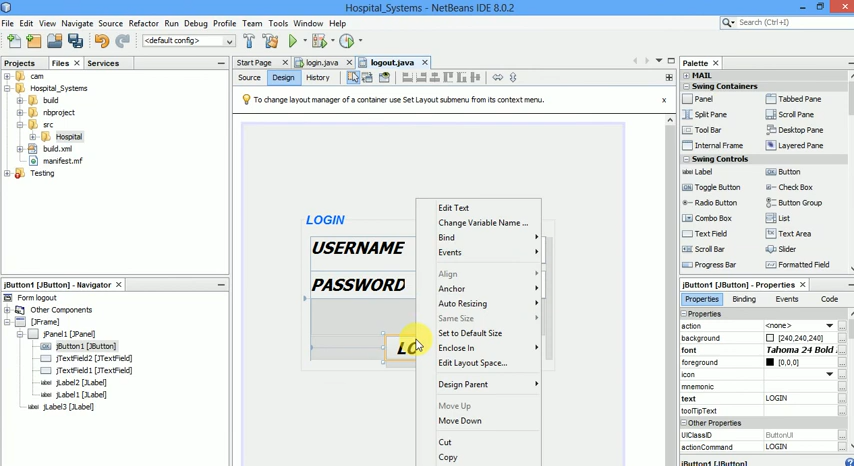 Hospital_Systems - NetBeans IDE 8.0.2
File Edit View Navigate Source Refactor Run Debug Profile Team Tools Window Help
Search (Ctrl+I)
<default config>
Projects Files Services
cam
Hospital_Systems
build
nbproject
src
Hospital
build.xml
manifest.mf
Testing
Start Page login.java logout.java
Source Design History
To change layout manager of a container use Set Layout submenu from its context menu.
LOGIN
USERNAME
PASSWORD
LO
Edit Text
Change Variable Name ...
Bind
Events
Align
Anchor
Auto Resizing
Same Size
Set to Default Size
Enclose In
Edit Layout Space...
Design Parent
Move Up
Move Down
Cut
Copy
Palette
MAIL
Swing Containers
Panel Tabbed Pane
Split Pane Scroll Pane
Tool Bar Desktop Pane
Internal Frame Layered Pane
Swing Controls
Label Button
Toggle Button Check Box
Radio Button Button Group
Combo Box List
Text Field Text Area
Scroll Bar Slider
Progress Bar Formatted Field
jButton1 [JButton] - Navigator
Form logout
Other Components
[JFrame]
jPanel1 [JPanel]
jButton1 [JButton]
jTextField2 [JTextField]
jTextField1 [JTextField]
jLabel2 [JLabel]
jLabel1 [JLabel]
jLabel3 [JLabel]
jButton1 [JButton] - Properties
Properties Binding Events Code
Properties
action <none>
background [240,240,240]
font Tahoma 24 Bold
foreground [0,0,0]
icon
mnemonic
text LOGIN
toolTipText
Other Properties
UIClassID ButtonUI
actionCommand LOGIN
jButton1 [JButton]